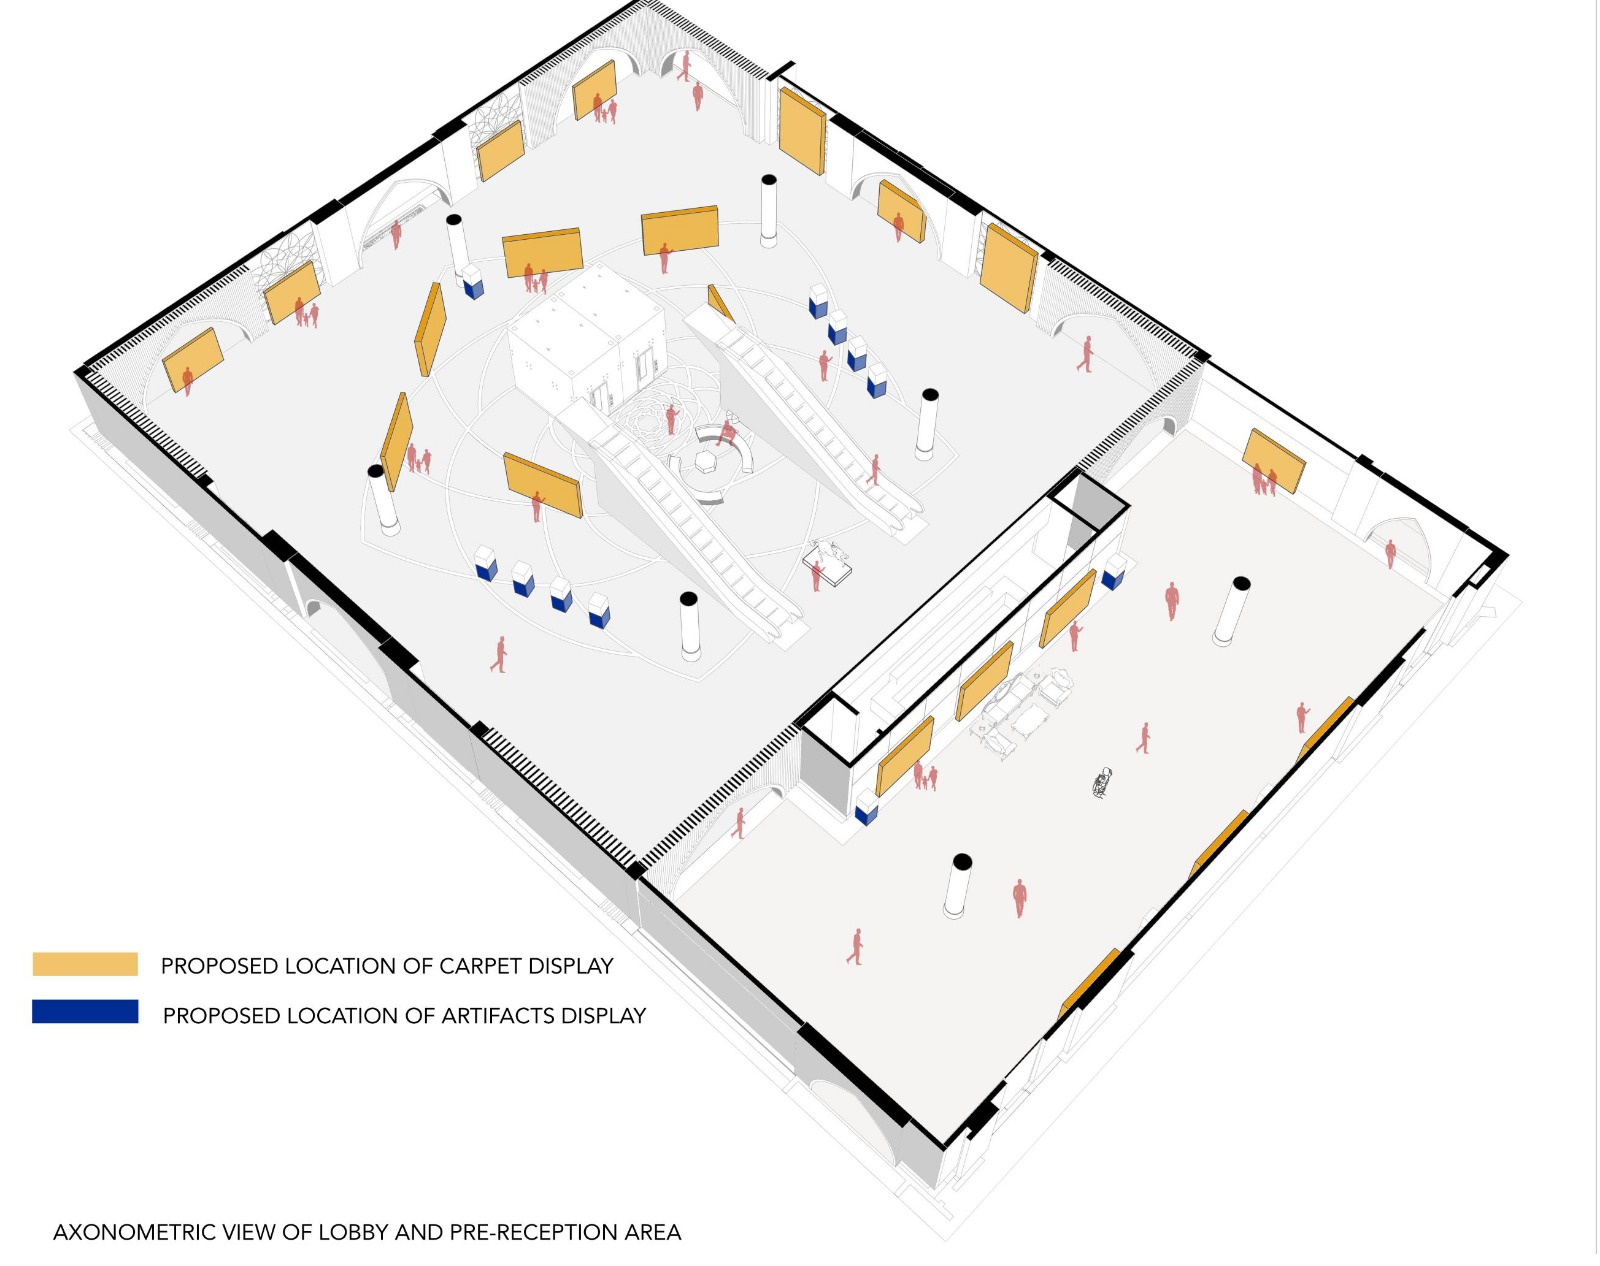 PROPOSED LOCATION OF CARPET DISPLAY
PROPOSED LOCATION OF ARTIFACTS DISPLAY
AXONOMETRIC VIEW OF LOBBY AND PRE-RECEPTION AREA